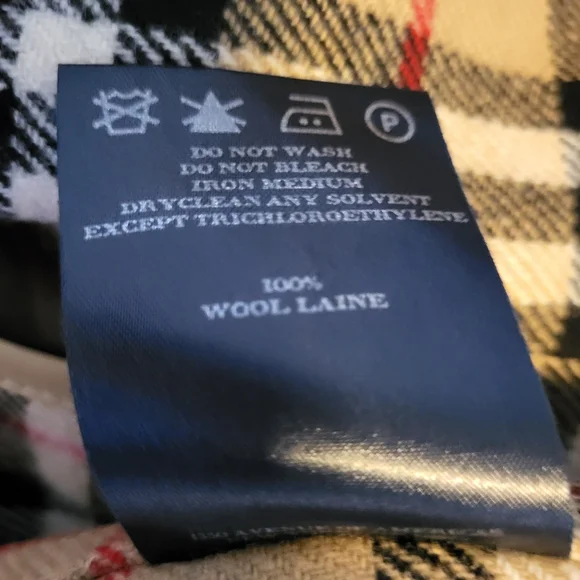 P
DO NOT WASH
DO NOT BLEACH
IRON MEDIUM
DRYCLEAN ANY SOLVENT
EXCEPT TRICHLOROETHYLENE
100%
WOOL LAINE